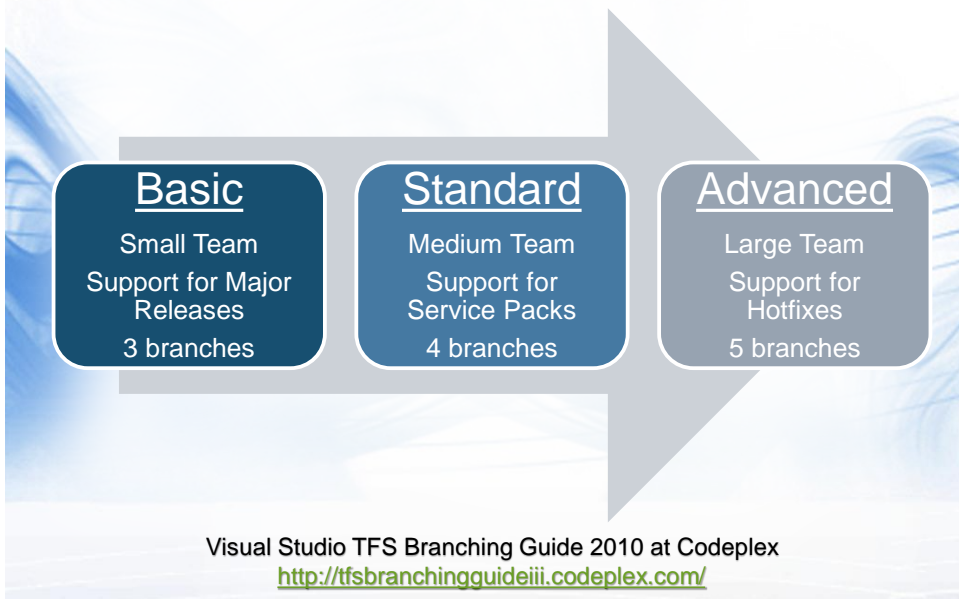 Basic
Small Team
Support for Major
Releases
3 branches
Standard
Medium Team
Support for
Service Packs
4 branches
Advanced
Large Team
Support for
Hotfixes
5 branches
Visual Studio TFS Branching Guide 2010 at Codeplex
http://tfsbranchingguideiii.codeplex.com/